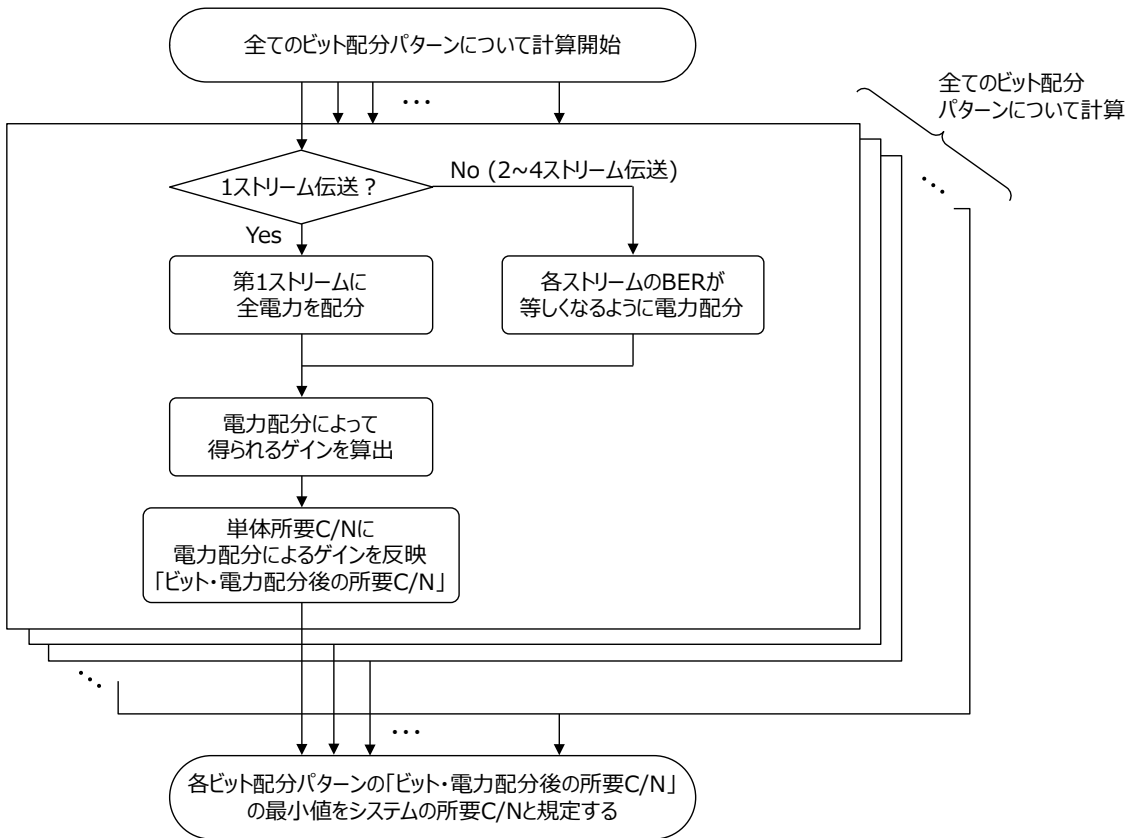 全てのビット配分パターンについて計算開始
全てのビット配分
パターンについて計算
1ストリーム伝送？
No (2~4ストリーム伝送)
Yes
第1ストリームに
全電力を配分
各ストリームのBERが
等しくなるように電力配分
電力配分によって
得られるゲインを算出
単体所要C/Nに
電力配分によるゲインを反映
「ビット・電力配分後の所要C/N」
各ビット配分パターンの「ビット・電力配分後の所要C/N」
の最小値をシステムの所要C/Nと規定する